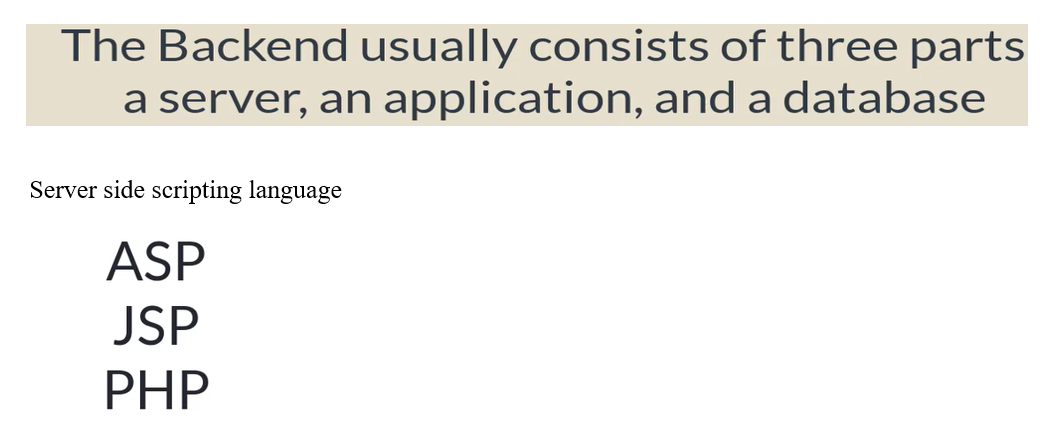 The Backend usually consists of three parts
a server, an application, and a database
Server side scripting language
ASP
JSP
PHP